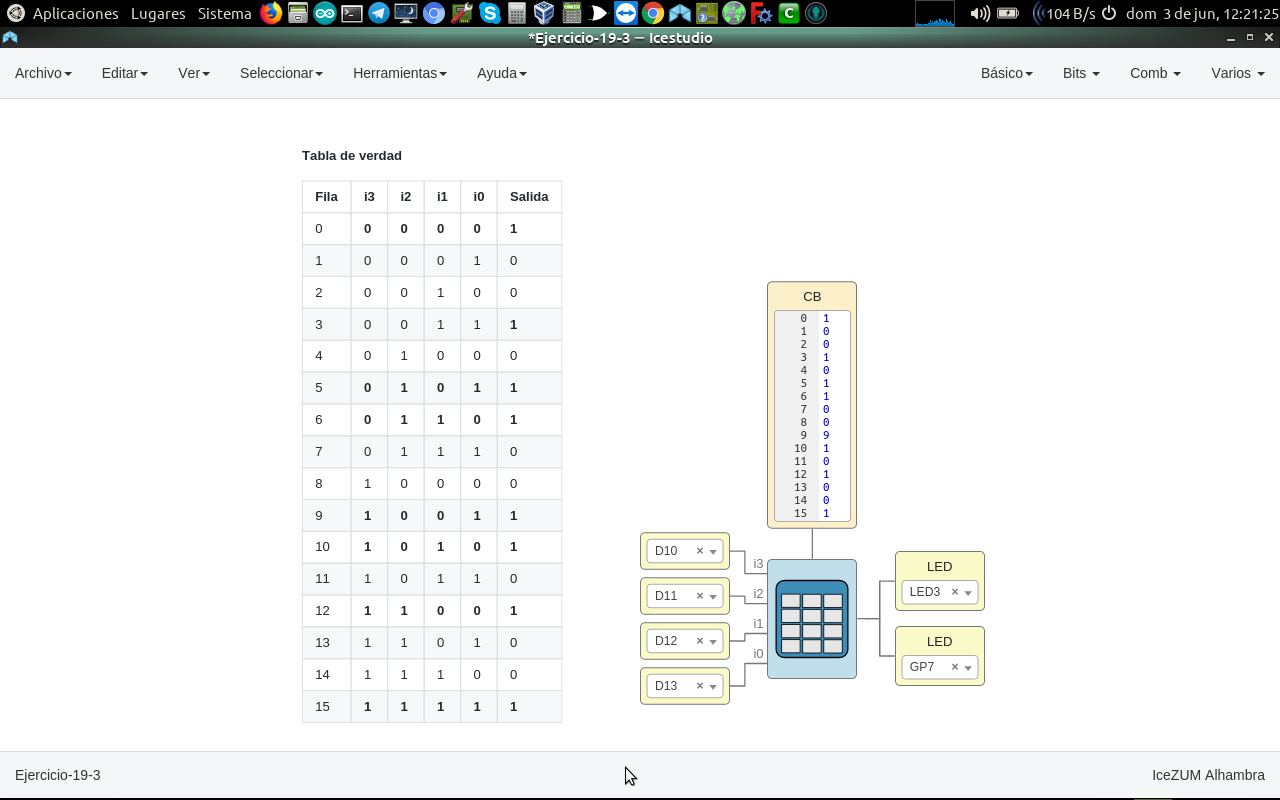 Aplicaciones Lugares Sistema 104 B/s dom 3 de jun, 12:21:25
*Ejercicio-19-3 — Icestudio
Archivo Editar Ver Seleccionar Herramientas Ayuda Básico Bits Comb Varios
Tabla de verdad
Fila i3 i2 i1 i0 Salida
0 0 0 0 0 1
1 0 0 0 1 0
2 0 0 1 0 0
3 0 0 1 1 1
4 0 1 0 0 0
5 0 1 0 1 1
6 0 1 1 0 1
7 0 1 1 1 0
8 1 0 0 0 0
9 1 0 0 1 1
10 1 0 1 0 1
11 1 0 1 1 0
12 1 1 0 0 1
13 1 1 0 1 0
14 1 1 1 0 0
15 1 1 1 1 1
CB
0 1
1 0
2 0
3 1
4 0
5 1
6 1
7 0
8 0
9 9
10 1
11 0
12 1
13 0
14 0
15 1
D10 ×
D11 ×
D12 ×
D13 ×
i3
i2
i1
i0
LED
LED3 ×
LED
GP7 ×
Ejercicio-19-3 IceZUM Alhambra